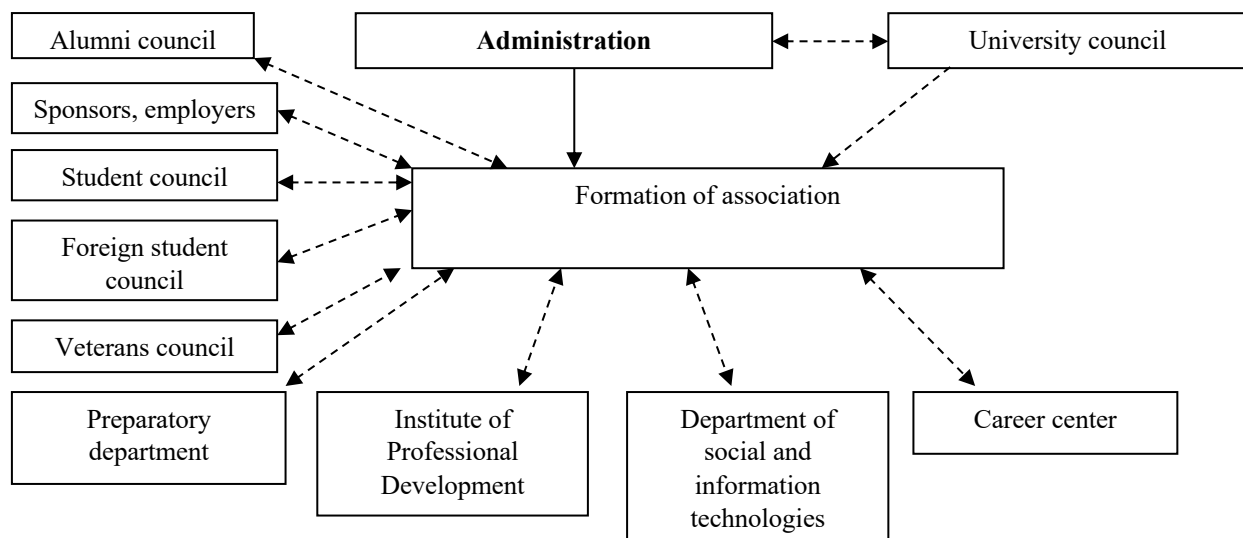 Alumni council
Administration
University council
Sponsors, employers
Student council
Formation of association
Foreign student
council
Veterans council
Preparatory
department
Institute of
Professional
Development
Department of
social and
information
technologies
Career center